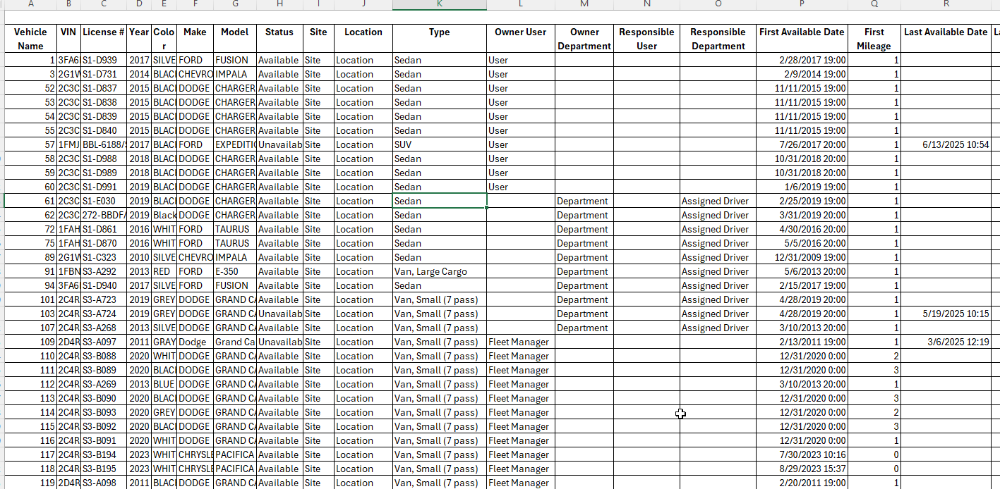 A B C D E F G H I J K L M N O P Q R
Vehicle Name VIN License # Year Color Make Model Status Site Location Type Owner User Owner Department Responsible User Responsible Department First Available Date First Mileage Last Available Date La
1 3FA6 S1-D939 2017 SILVE FORD FUSION Available Site Location Sedan User 2/28/2017 19:00 1
3 2G1W S1-D731 2014 BLAC CHEVRO IMPALA Available Site Location Sedan User 2/9/2014 19:00 1
52 2C3C S1-D837 2015 BLAC DODGE CHARGER Available Site Location Sedan User 11/11/2015 19:00 1
53 2C3C S1-D838 2015 BLAC DODGE CHARGER Available Site Location Sedan User 11/11/2015 19:00 1
54 2C3C S1-D839 2015 BLAC DODGE CHARGER Available Site Location Sedan User 11/11/2015 19:00 1
55 2C3C S1-D840 2015 BLAC DODGE CHARGER Available Site Location Sedan User 11/11/2015 19:00 1
57 1FMJ BBL-6188/ 2017 BLAC FORD EXPEDITI Unavailab Site Location SUV User 7/26/2017 20:00 1 6/13/2025 10:54
58 2C3C S1-D988 2018 BLAC DODGE CHARGER Available Site Location Sedan User 10/31/2018 20:00 1
59 2C3C S1-D989 2018 BLAC DODGE CHARGER Available Site Location Sedan User 10/31/2018 20:00 1
60 2C3C S1-D991 2019 BLAC DODGE CHARGER Available Site Location Sedan User 1/6/2019 19:00 1
61 2C3C S1-E030 2019 BLAC DODGE CHARGER Available Site Location Sedan Department Assigned Driver 2/25/2019 19:00 1
62 2C3C 272-BBDF/ 2019 Black DODGE CHARGER Available Site Location Sedan Department Assigned Driver 3/31/2019 20:00 1
72 1FAH S1-D861 2016 WHIT FORD TAURUS Available Site Location Sedan Department Assigned Driver 4/30/2016 20:00 1
75 1FAH S1-D870 2016 WHIT FORD TAURUS Available Site Location Sedan Department Assigned Driver 5/5/2016 20:00 1
89 2G1W S1-C323 2010 SILVE CHEVRO IMPALA Available Site Location Sedan Department Assigned Driver 12/31/2009 19:00 1
91 1FBN S3-A292 2013 RED FORD E-350 Available Site Location Van, Large Cargo Department Assigned Driver 5/6/2013 20:00 1
94 3FA6 S1-D940 2017 SILVE FORD FUSION Available Site Location Sedan Department Assigned Driver 2/15/2017 19:00 1
101 2C4R S3-A723 2019 GREY DODGE GRAND CA Available Site Location Van, Small (7 pass) Department Assigned Driver 4/28/2019 20:00 1
103 2C4R S3-A724 2019 GREY DODGE GRAND CA Unavailab Site Location Van, Small (7 pass) Department Assigned Driver 4/28/2019 20:00 1 5/19/2025 10:15
107 2C4R S3-A268 2013 SILVE DODGE GRAND CA Available Site Location Van, Small (7 pass) Department Assigned Driver 3/10/2013 20:00 1
109 2D4R S3-A097 2011 GRAY Dodge Grand Ca Unavailab Site Location Van, Small (7 pass) Fleet Manager 2/13/2011 19:00 1 3/6/2025 12:19
110 2C4R S3-B088 2020 WHIT DODGE GRAND CA Available Site Location Van, Small (7 pass) Fleet Manager 12/31/2020 0:00 2
111 2C4R S3-B089 2020 BLAC DODGE GRAND CA Available Site Location Van, Small (7 pass) Fleet Manager 12/31/2020 0:00 3
112 2C4R S3-A269 2013 BLUE DODGE GRAND CA Available Site Location Van, Small (7 pass) Fleet Manager 3/10/2013 20:00 1
113 2C4R S3-B090 2020 BLAC DODGE GRAND CA Available Site Location Van, Small (7 pass) Fleet Manager 12/31/2020 0:00 3
114 2C4R S3-B093 2020 GREY DODGE GRAND CA Available Site Location Van, Small (7 pass) Fleet Manager 12/31/2020 0:00 2
115 2C4R S3-B092 2020 BLAC DODGE GRAND CA Available Site Location Van, Small (7 pass) Fleet Manager 12/31/2020 0:00 3
116 2C4R S3-B091 2020 WHIT DODGE GRAND CA Available Site Location Van, Small (7 pass) Fleet Manager 12/31/2020 0:00 1
117 2C4R S3-B194 2023 WHIT CHRYSLE PACIFICA Available Site Location Van, Small (7 pass) Fleet Manager 7/30/2023 10:16 0
118 2C4R S3-B195 2023 WHIT CHRYSLE PACIFICA Available Site Location Van, Small (7 pass) Fleet Manager 8/29/2023 15:37 0
119 2D4R S3-A098 2011 BLAC DODGE GRAND CA Available Site Location Van, Small (7 pass) Fleet Manager 2/20/2011 19:00 1